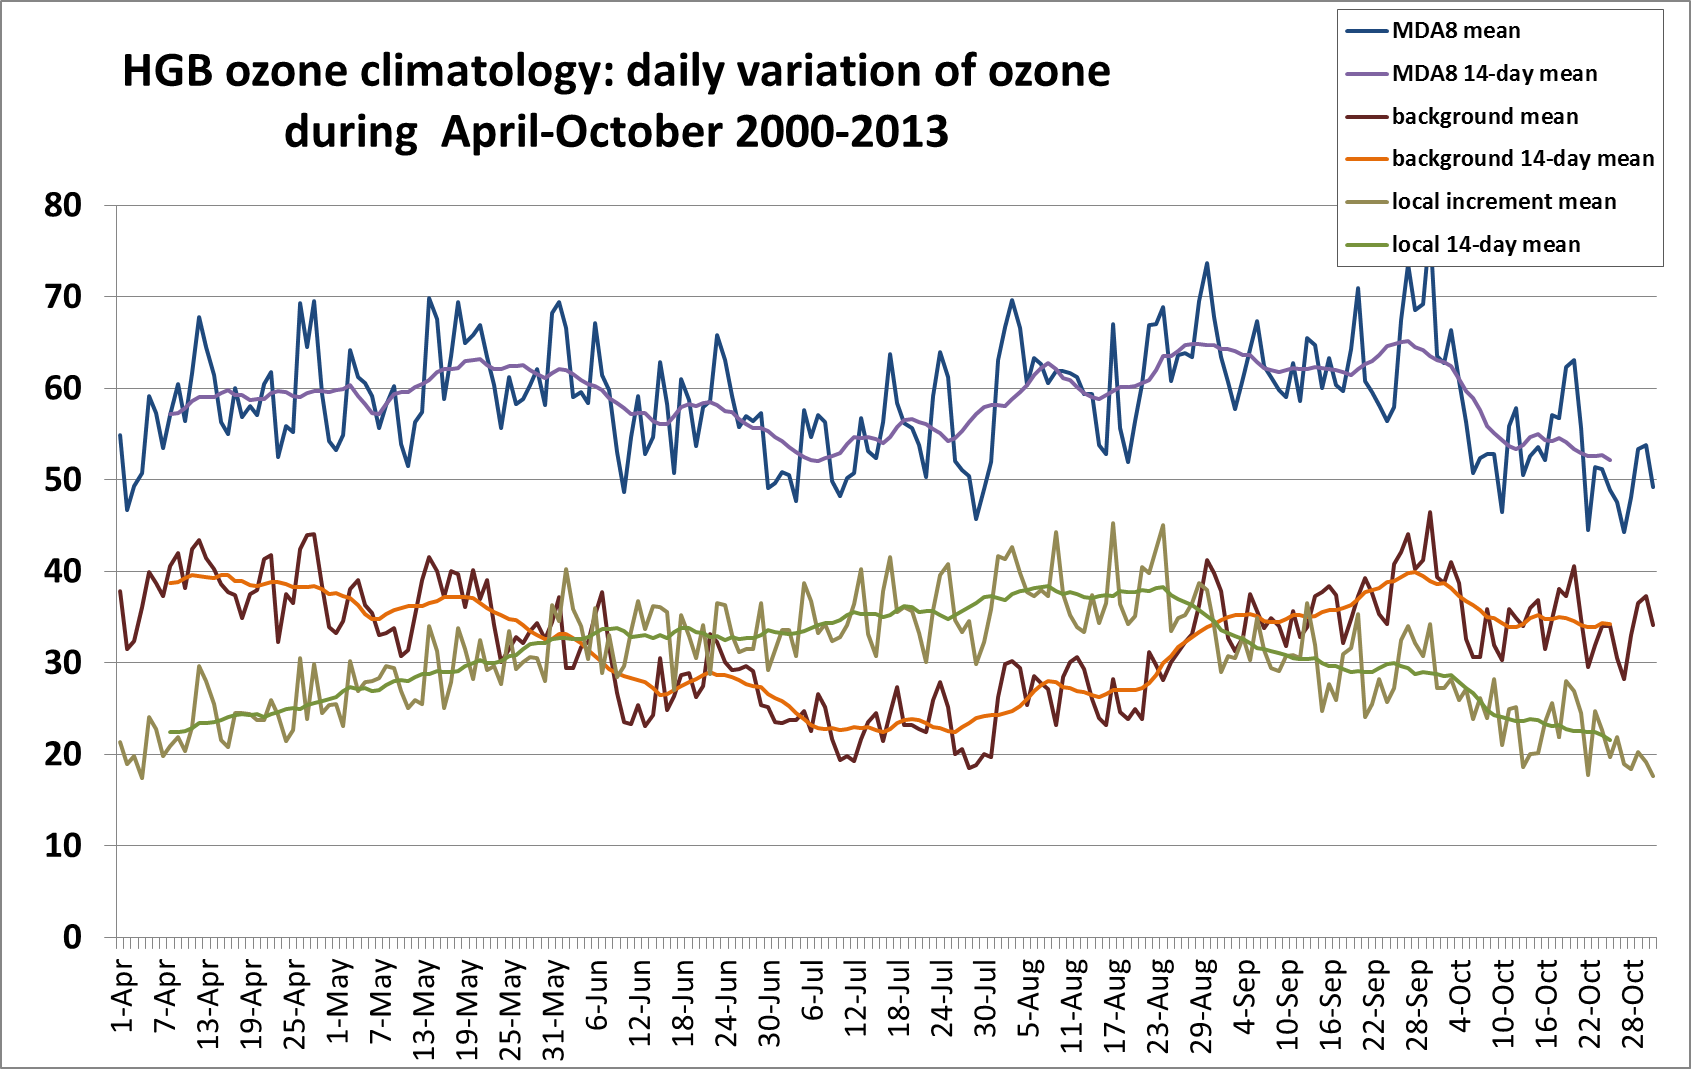 HGB ozone climatology: daily variation of ozone
during  April-October 2000-2013
MDA8 mean
MDA8 14-day mean
background mean
background 14-day mean
local increment mean
local 14-day mean
80
70
60
50
40
30
20
10
0
1-Apr
7-Apr
13-Apr
19-Apr
25-Apr
1-May
7-May
13-May
19-May
25-May
31-May
6-Jun
12-Jun
18-Jun
24-Jun
30-Jun
6-Jul
12-Jul
18-Jul
24-Jul
30-Jul
5-Aug
11-Aug
17-Aug
23-Aug
29-Aug
4-Sep
10-Sep
16-Sep
22-Sep
28-Sep
4-Oct
10-Oct
16-Oct
22-Oct
28-Oct